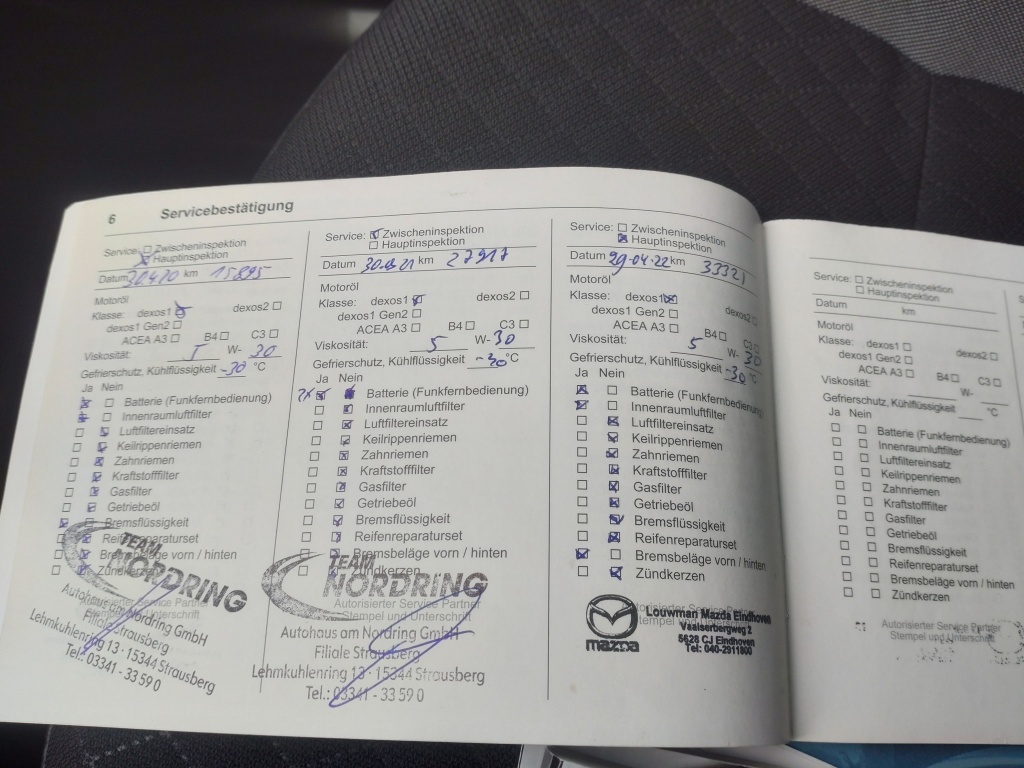 6 Servicebestätigung
Service: Zwischeninspektion
Hauptinspektion
Datum km 15895
Motoröl
Klasse: dexos1 dexos2
dexos1 Gen2
ACEA A3 B4 C3
Viskosität: 5 W- 30
Gefrierschutz, Kühlflüssigkeit -30 °C
Ja Nein
Batterie (Funkfernbedienung)
Innenraumluftfilter
Luftfiltereinsatz
Keilrippenriemen
Zahnriemen
Kraftstofffilter
Gasfilter
Getriebeöl
Bremsflüssigkeit
Reifenreparaturset
Bremsbeläge vorn / hinten
Zündkerzen
TEAM
NORDRING
Autorisierter Service Partner
Stempel und Unterschrift
Autohaus am Nordring GmbH
Filiale Strausberg
Lehmkuhlenring 13 · 15344 Strausberg
Tel.: 03341 - 33 59 0
Service: Zwischeninspektion
Hauptinspektion
Datum km 27917
Motoröl
Klasse: dexos1 dexos2
dexos1 Gen2
ACEA A3 B4 C3
Viskosität: 5 W- 30
Gefrierschutz, Kühlflüssigkeit -30 °C
Ja Nein
Batterie (Funkfernbedienung)
Innenraumluftfilter
Luftfiltereinsatz
Keilrippenriemen
Zahnriemen
Kraftstofffilter
Gasfilter
Getriebeöl
Bremsflüssigkeit
Reifenreparaturset
Bremsbeläge vorn / hinten
Zündkerzen
TEAM
NORDRING
Autorisierter Service Partner
Stempel und Unterschrift
Autohaus am Nordring GmbH
Filiale Strausberg
Lehmkuhlenring 13 · 15344 Strausberg
Tel.: 03341 - 33 59 0
Service: Zwischeninspektion
Hauptinspektion
Datum 29-04-22 km 33321
Motoröl
Klasse: dexos1 dexos2
dexos1 Gen2
ACEA A3 B4 C3
Viskosität: 5 W- 30
Gefrierschutz, Kühlflüssigkeit -30 °C
Ja Nein
Batterie (Funkfernbedienung)
Innenraumluftfilter
Luftfiltereinsatz
Keilrippenriemen
Zahnriemen
Kraftstofffilter
Gasfilter
Getriebeöl
Bremsflüssigkeit
Reifenreparaturset
Bremsbeläge vorn / hinten
Zündkerzen
mazda
Louwman Mazda Eindhoven
Vaalserbergweg 2
5628 CJ Eindhoven
Tel: 040-2911800
Service: Zwischeninspektion
Hauptinspektion
Datum km
Motoröl
Klasse: dexos1 dexos2
dexos1 Gen2
ACEA A3 B4 C3
Viskosität: W-
Gefrierschutz, Kühlflüssigkeit °C
Ja Nein
Batterie (Funkfernbedienung)
Innenraumluftfilter
Luftfiltereinsatz
Keilrippenriemen
Zahnriemen
Kraftstofffilter
Gasfilter
Getriebeöl
Bremsflüssigkeit
Reifenreparaturset
Bremsbeläge vorn / hinten
Zündkerzen
Autorisierter Service Partner
Stempel und Unterschrift